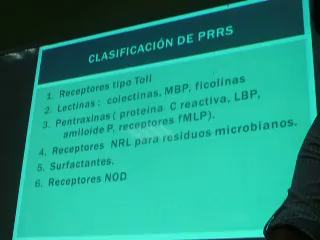 CLASIFICACIÓN DE PRRS
1. Receptores tipo Toll
2. Lectinas : colectinas, MBP, ficolinas
3. Pentraxinas ( proteina C reactiva, LBP,
amiloide P, receptores fMLP).
4. Receptores NRL para residuos microbianos.
5. Surfactantes.
6. Receptores NOD